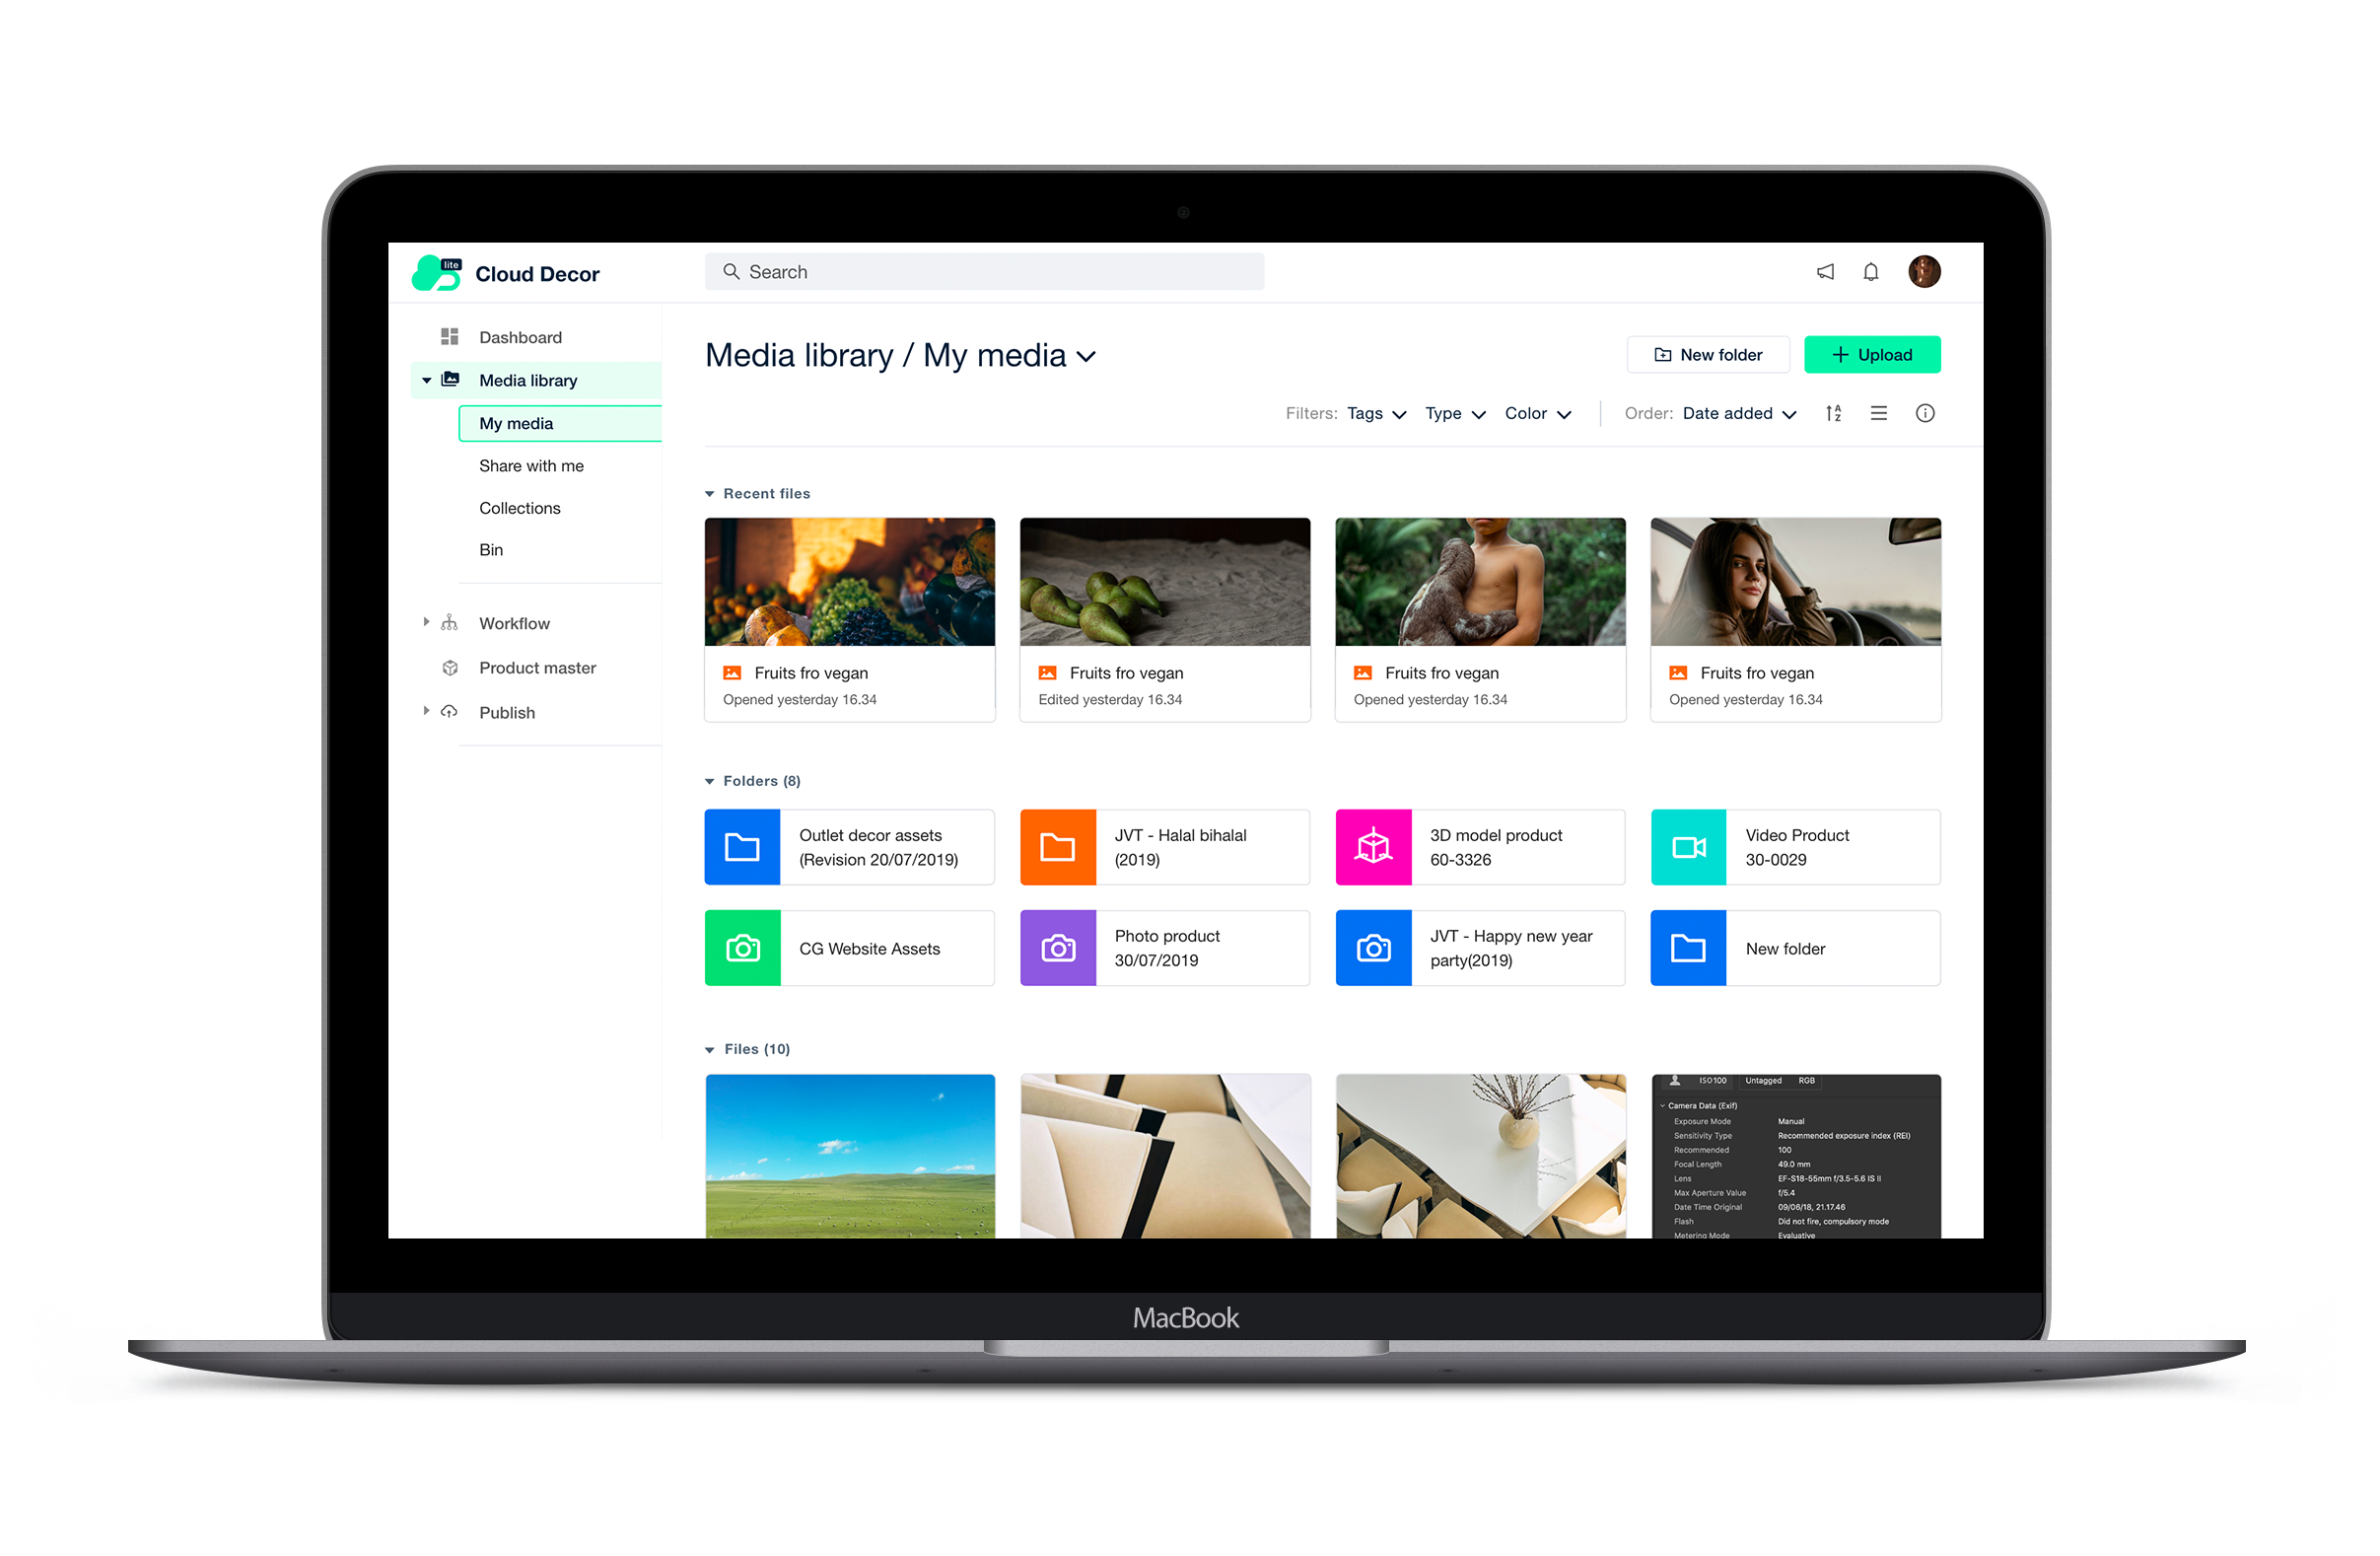 lite
Cloud Decor
Search
Dashboard
Media library
My media
Share with me
Collections
Bin
Workflow
Product master
Publish
Media library / My media
New folder
Upload
Filters: Tags Type Color
Order: Date added
A
Z
Recent files
Fruits fro vegan
Opened yesterday 16.34
Fruits fro vegan
Edited yesterday 16.34
Fruits fro vegan
Opened yesterday 16.34
Fruits fro vegan
Opened yesterday 16.34
Folders (8)
Outlet decor assets
(Revision 20/07/2019)
JVT - Halal bihalal
(2019)
3D model product
60-3326
Video Product
30-0029
CG Website Assets
Photo product
30/07/2019
JVT - Happy new year
party(2019)
New folder
Files (10)
ISO100 Untagged RGB
Camera Data (Exif)
Exposure Mode Manual
Sensitivity Type Recommended exposure index (REI)
Recommended 100
Focal Length 49.0 mm
Lens EF-S18-55mm f/3.5-5.6 IS II
Max Aperture Value f/5.4
Date Time Original 09/06/18, 21.17.46
Flash Did not fire, compulsory mode
Metering Mode Evaluative
MacBook